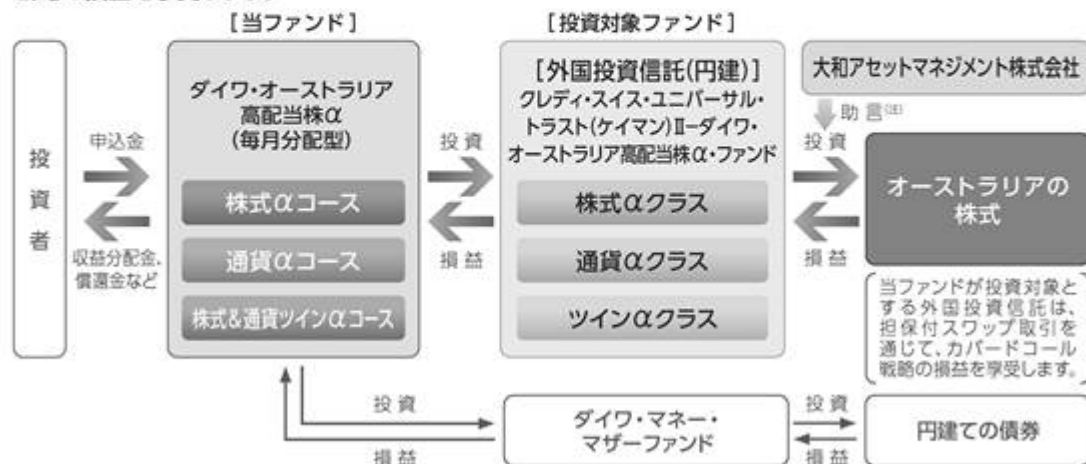 [当ファンド]
[投資対象ファンド]
投資者
申込金
収益分配金、
償還金など
ダイワ・オーストラリア
高配当株α
(毎月分配型)
株式αコース
通貨αコース
株式&通貨ツインαコース
投資
損益
[外国投資信託(円建)]
クレディ・スイス・ユニバーサル・
トラスト(ケイマン)Ⅱ-ダイワ・
オーストラリア高配当株α・ファンド
株式αクラス
通貨αクラス
ツインαクラス
大和アセットマネジメント株式会社
助言(注)
投資
損益
オーストラリアの
株式
当ファンドが投資対象と
する外国投資信託は、
担保付スワップ取引を
通じて、カバードコール
戦略の損益を享受します。
投資
損益
ダイワ・マネー・
マザーファンド
投資
損益
円建ての債券